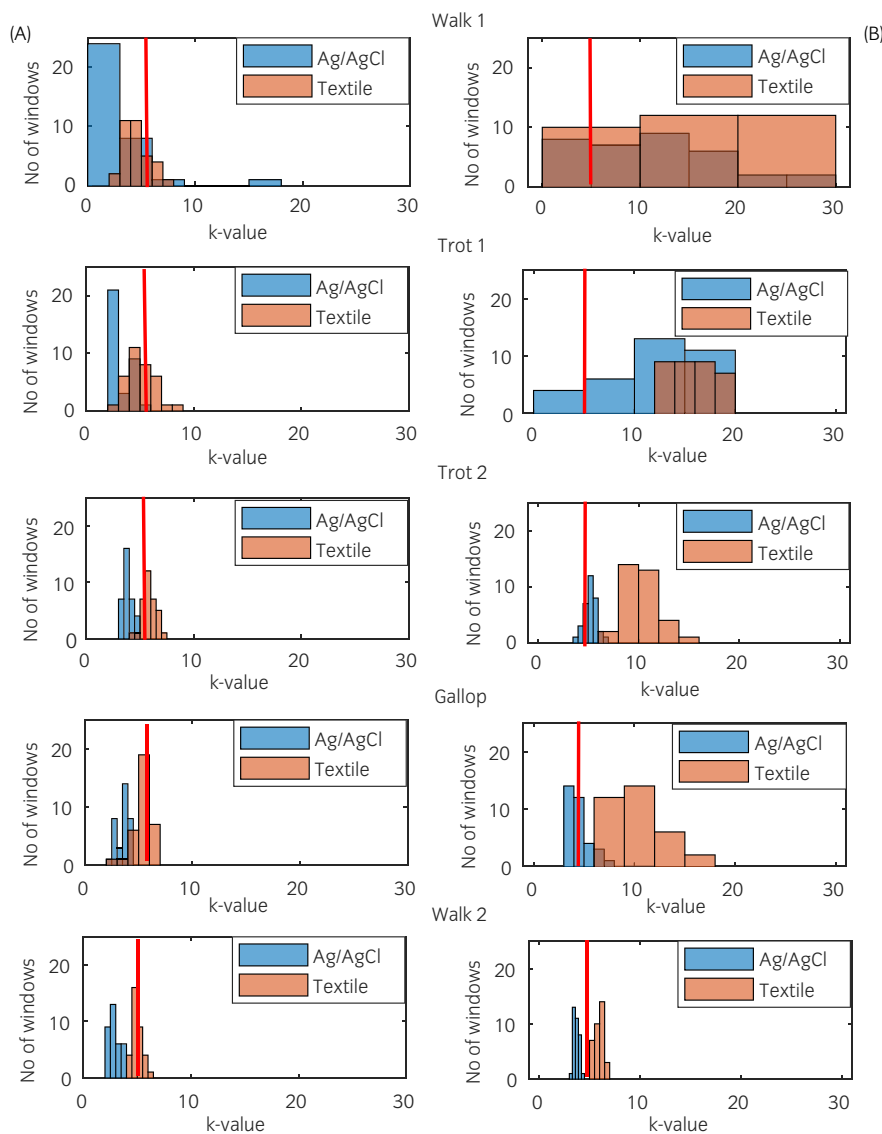 Walk 1
(A)
(B)
No of windows
20
10
0
Ag/AgCl
Textile
0 10 20 30
k-value
No of windows
20
10
0
Ag/AgCl
Textile
0 10 20 30
k-value
Trot 1
No of windows
20
10
0
Ag/AgCl
Textile
0 10 20 30
k-value
No of windows
20
10
0
Ag/AgCl
Textile
0 10 20 30
k-value
Trot 2
No of windows
20
10
0
Ag/AgCl
Textile
0 10 20 30
k-value
No of windows
20
10
0
Ag/AgCl
Textile
0 10 20 30
k-value
Gallop
No of windows
20
10
0
Ag/AgCl
Textile
0 10 20 30
k-value
No of windows
20
10
0
Ag/AgCl
Textile
0 10 20 30
k-value
Walk 2
No of windows
20
10
0
Ag/AgCl
Textile
0 10 20 30
k-value
No of windows
20
10
0
Ag/AgCl
Textile
0 10 20 30
k-value